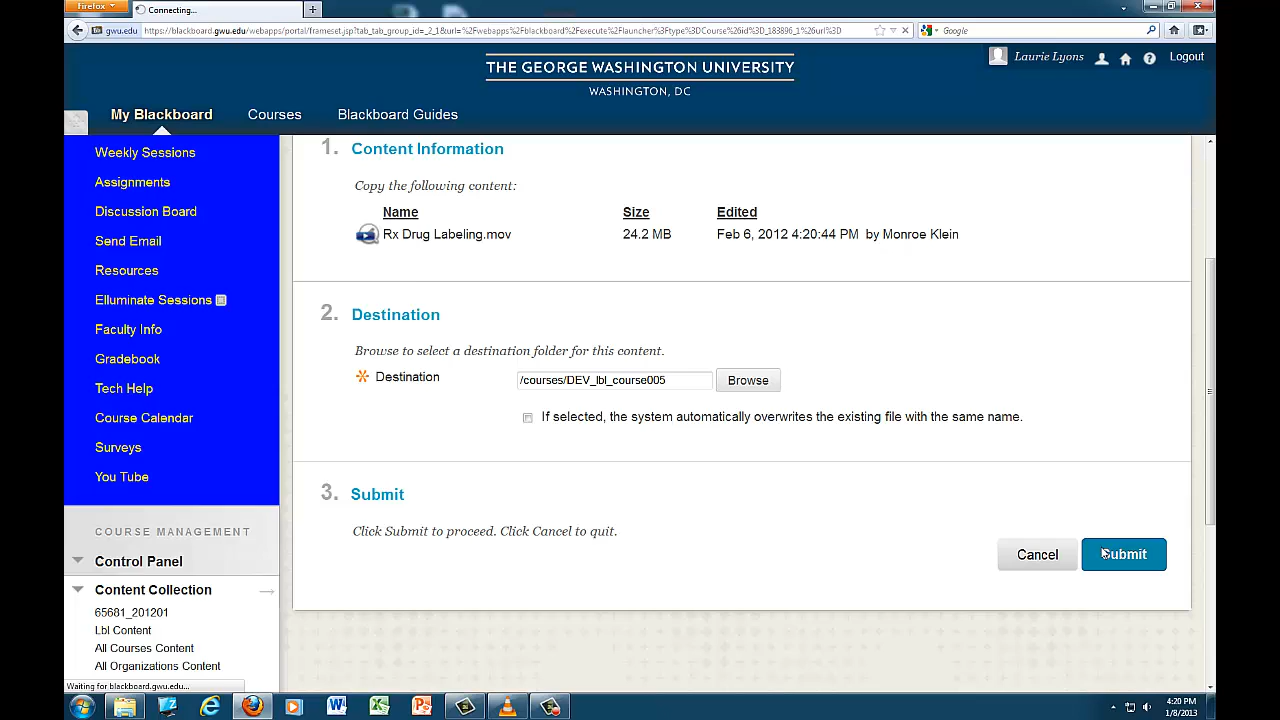 Firefox
Connecting...
gwu.edu
https://blackboard.gwu.edu/webapps/portal/frameset.jsp?tab_tab_group_id=_2_1&url=%2Fwebapps%2Fblackboard%2Fexecute%2Flauncher%3Ftype%3DCourse%26id%3D_183896_1%26url%3D
Google
THE GEORGE WASHINGTON UNIVERSITY
WASHINGTON, DC
Laurie Lyons
Logout
My Blackboard
Courses
Blackboard Guides
Weekly Sessions
Assignments
Discussion Board
Send Email
Resources
Elluminate Sessions
Faculty Info
Gradebook
Tech Help
Course Calendar
Surveys
You Tube
COURSE MANAGEMENT
Control Panel
Content Collection
65681_201201
Lbl Content
All Courses Content
All Organizations Content
Waiting for blackboard.gwu.edu...
1. Content Information
Copy the following content:
Name Size Edited
Rx Drug Labeling.mov 24.2 MB Feb 6, 2012 4:20:44 PM by Monroe Klein
2. Destination
Browse to select a destination folder for this content.
Destination /courses/DEV_lbl_course005 Browse
If selected, the system automatically overwrites the existing file with the same name.
3. Submit
Click Submit to proceed. Click Cancel to quit.
Cancel Submit
4:20 PM
1/8/2013